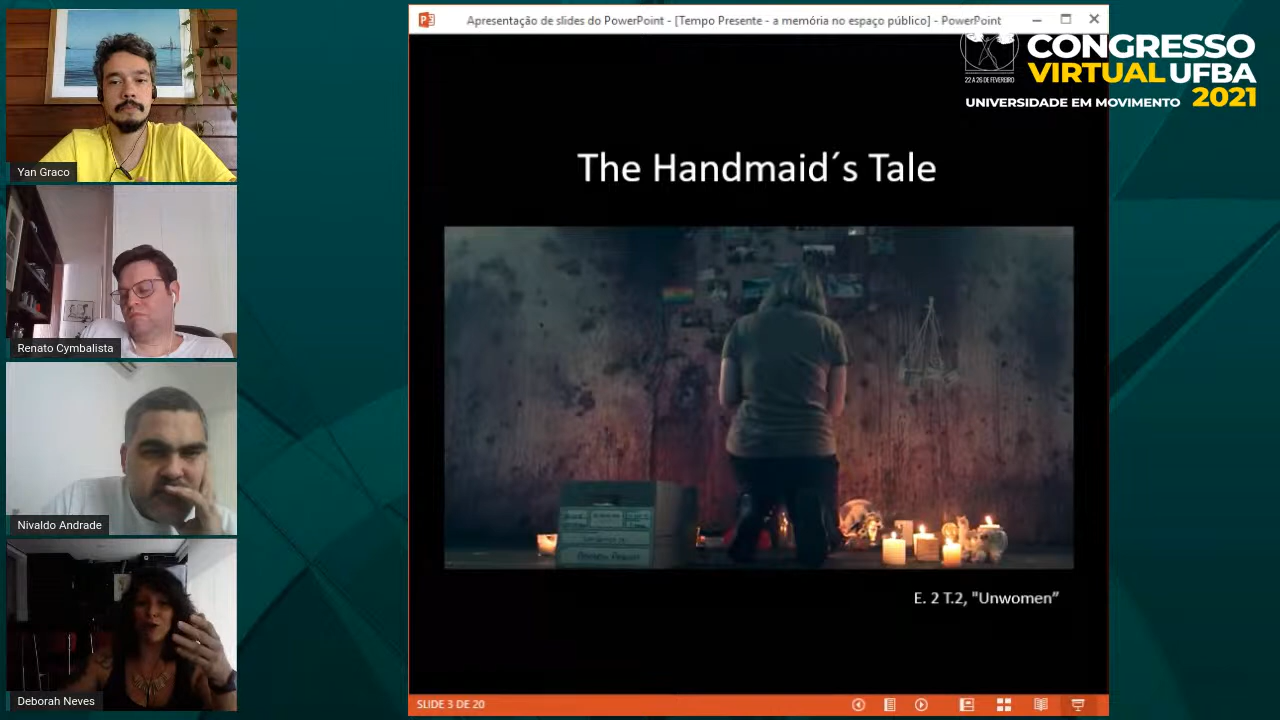 Yan Graco
Renato Cymbalista
Nivaldo Andrade
Deborah Neves
Apresentação de slides do PowerPoint - [Tempo Presente - a memória no espaço público] - PowerPoint
22 A 26 DE FEVEREIRO
CONGRESSO
VIRTUAL UFBA
UNIVERSIDADE EM MOVIMENTO 2021
The Handmaid´s Tale
E. 2 T.2, "Unwomen”
SLIDE 3 DE 20